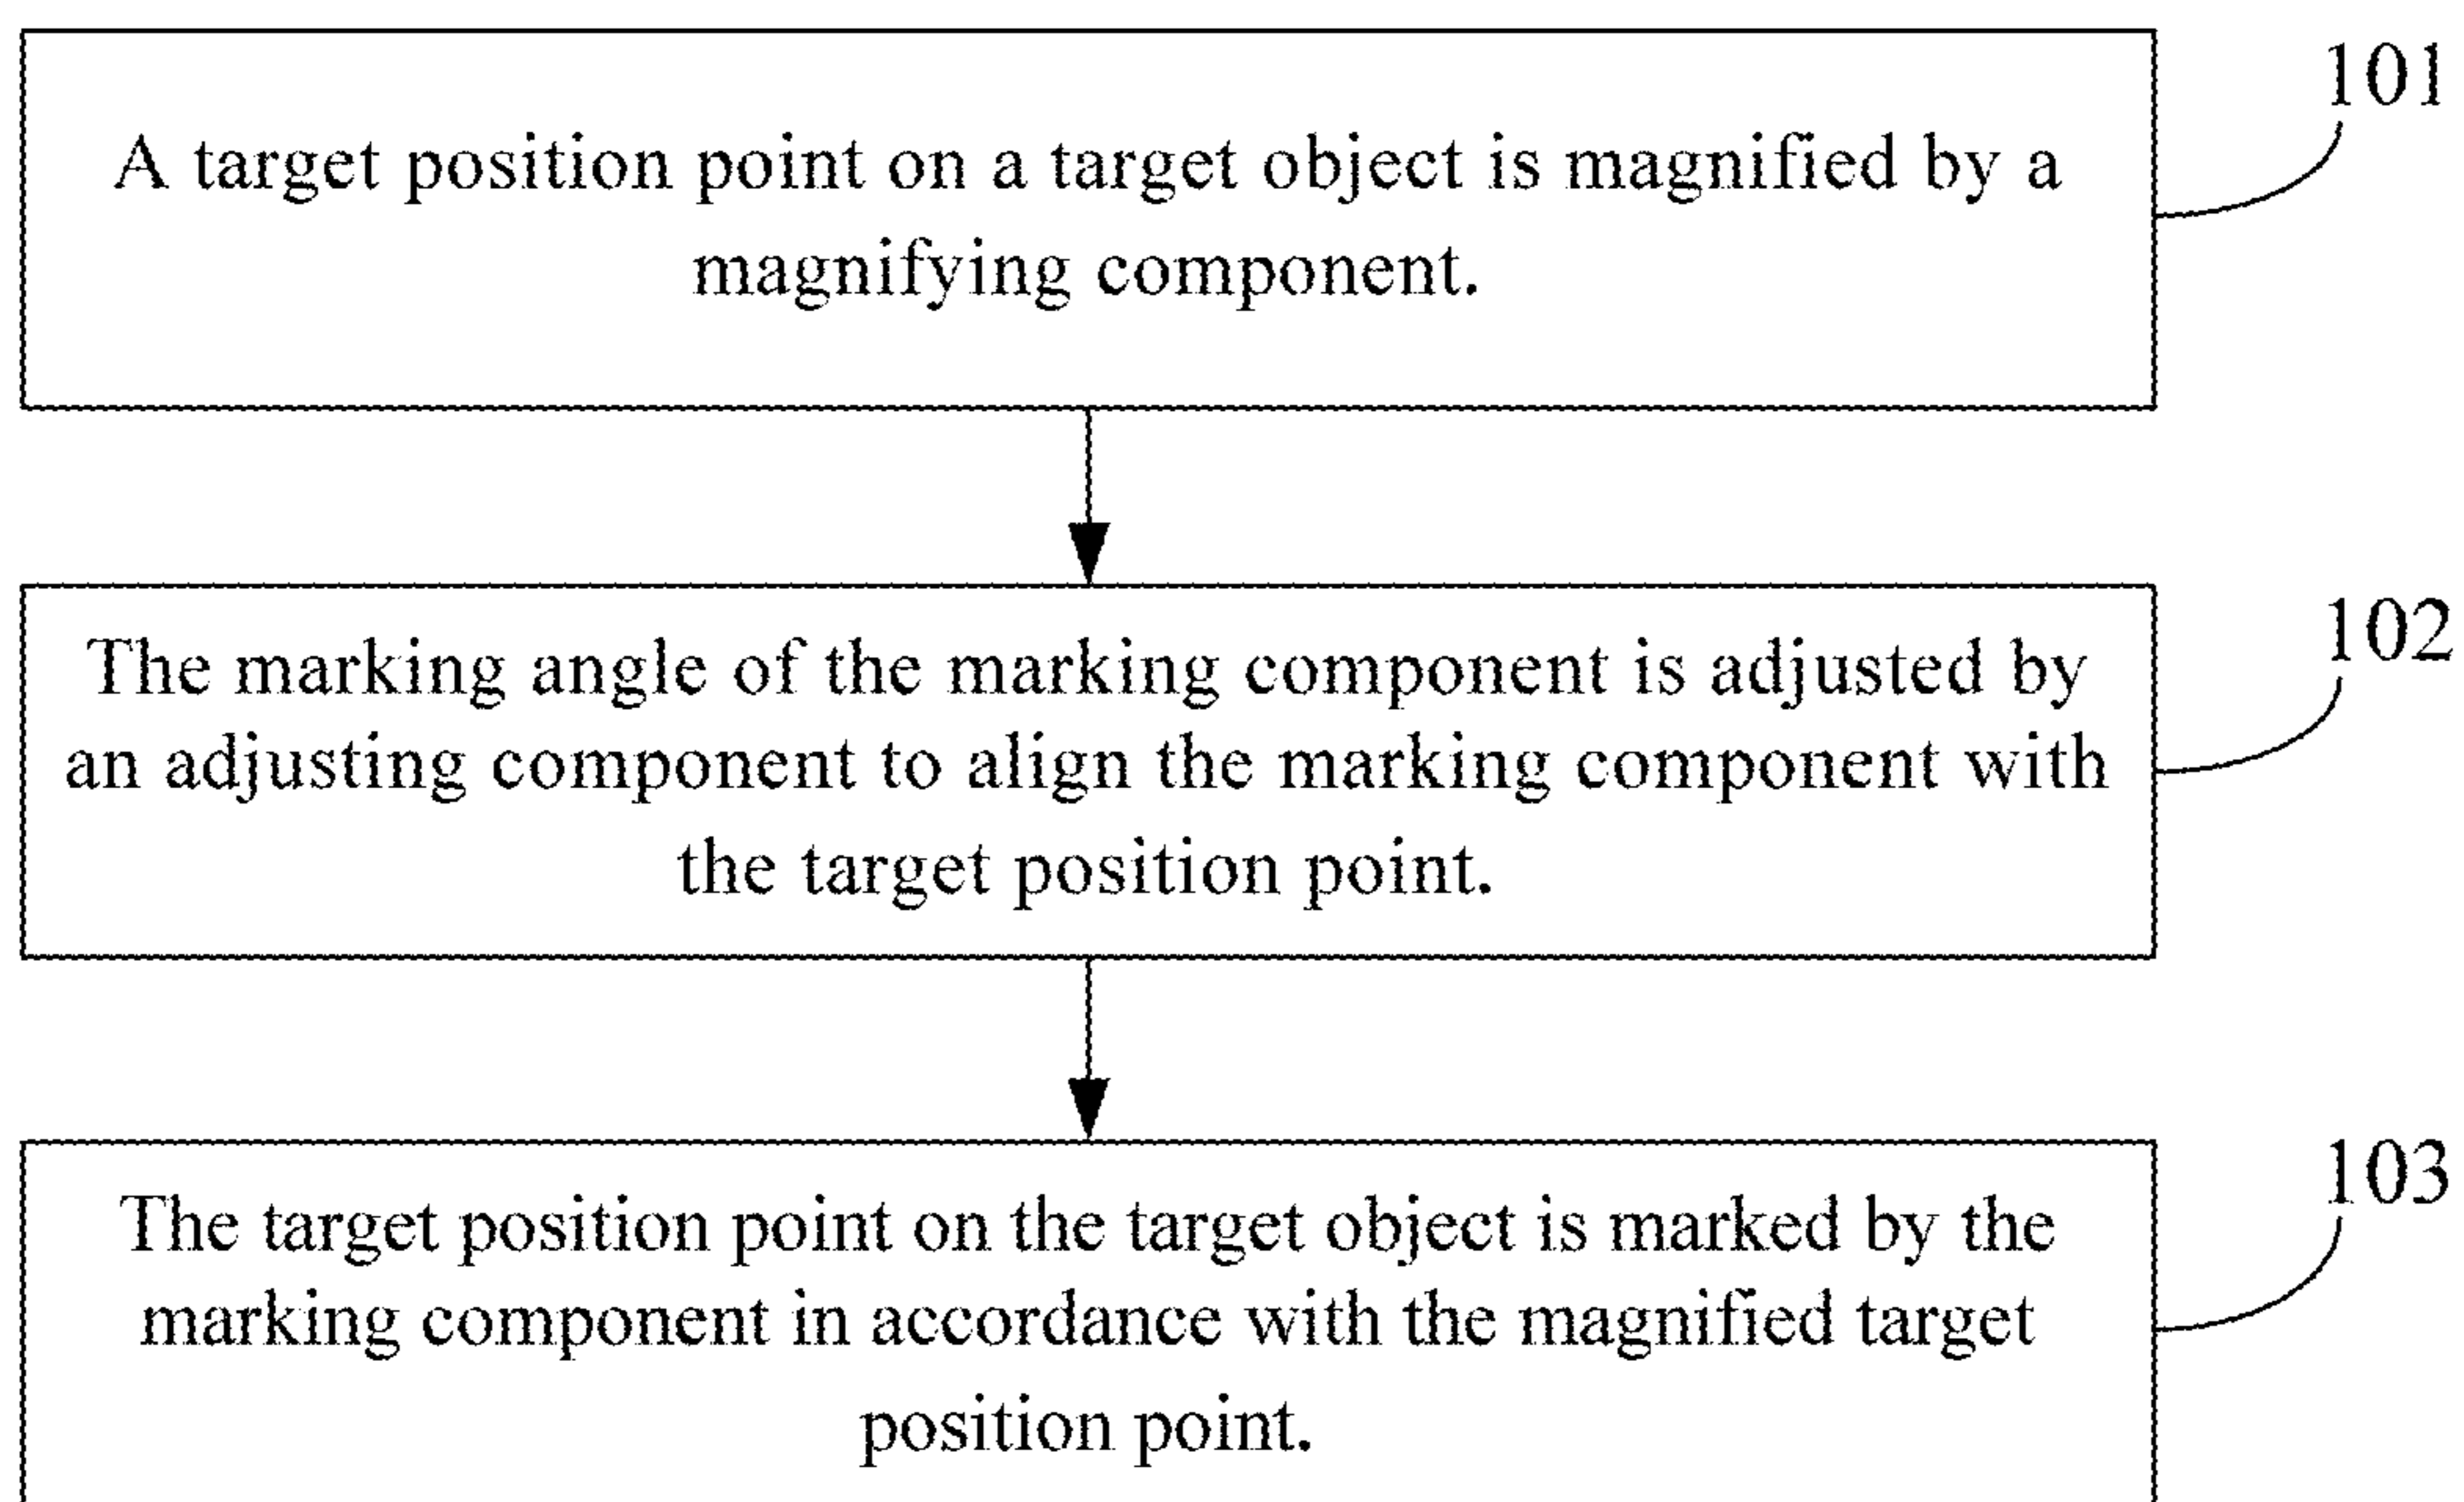 101
A target position point on a target object is magnified by a
magnifying component.
102
The marking angle of the marking component is adjusted by
an adjusting component to align the marking component with
the target position point.
103
The target position point on the target object is marked by the
marking component in accordance with the magnified target
position point.